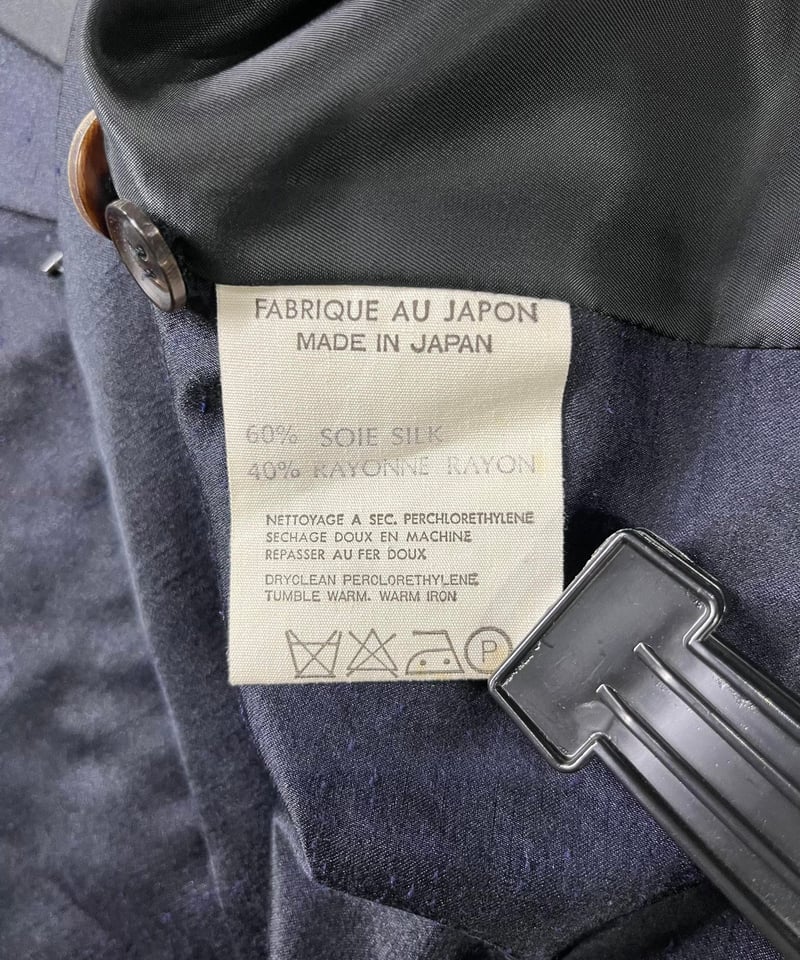 FABRIQUE AU JAPON
MADE IN JAPAN
60% SOIE SILK
40% RAYONNE RAYON
NETTOYAGE A SEC. PERCHLORETHYLENE
SECHAGE DOUX EN MACHINE
REPASSER AU FER DOUX
DRYCLEAN PERCLORETHYLENE
TUMBLE WARM. WARM IRON
P